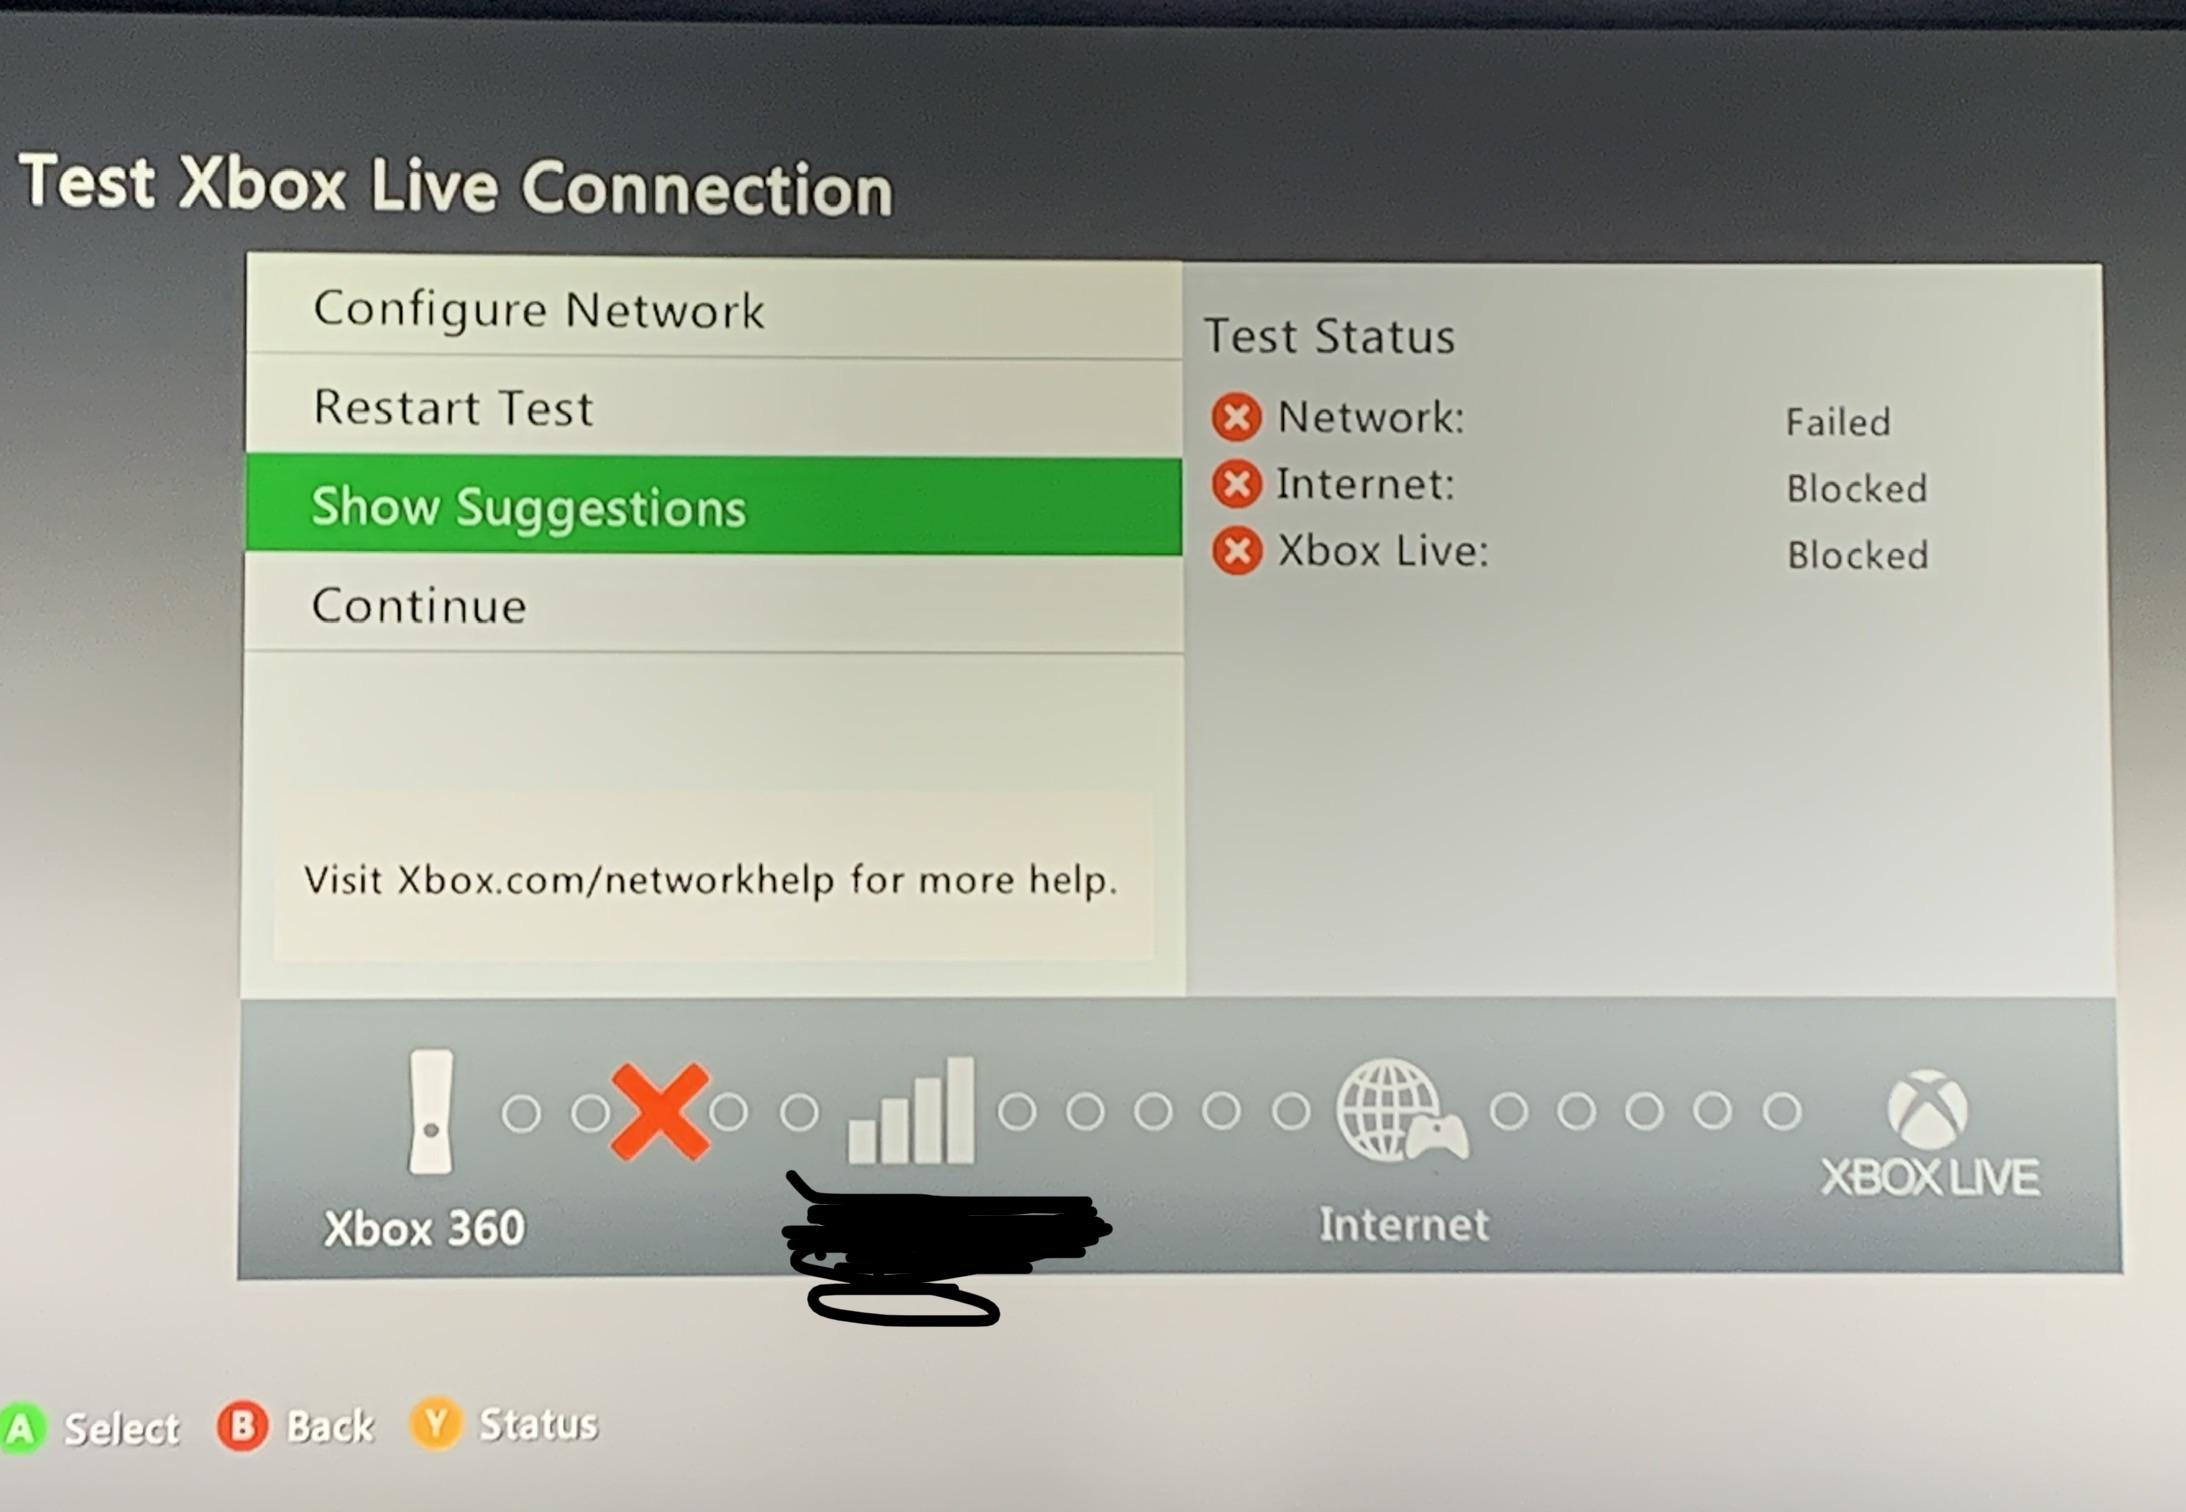 Test Xbox Live Connection
Configure Network
Restart Test
Show Suggestions
Continue
Visit Xbox.com/networkhelp for more help.
Test Status
Network: Failed
Internet: Blocked
Xbox Live: Blocked
Xbox 360
Internet
XBOX LIVE
A Select B Back Y Status